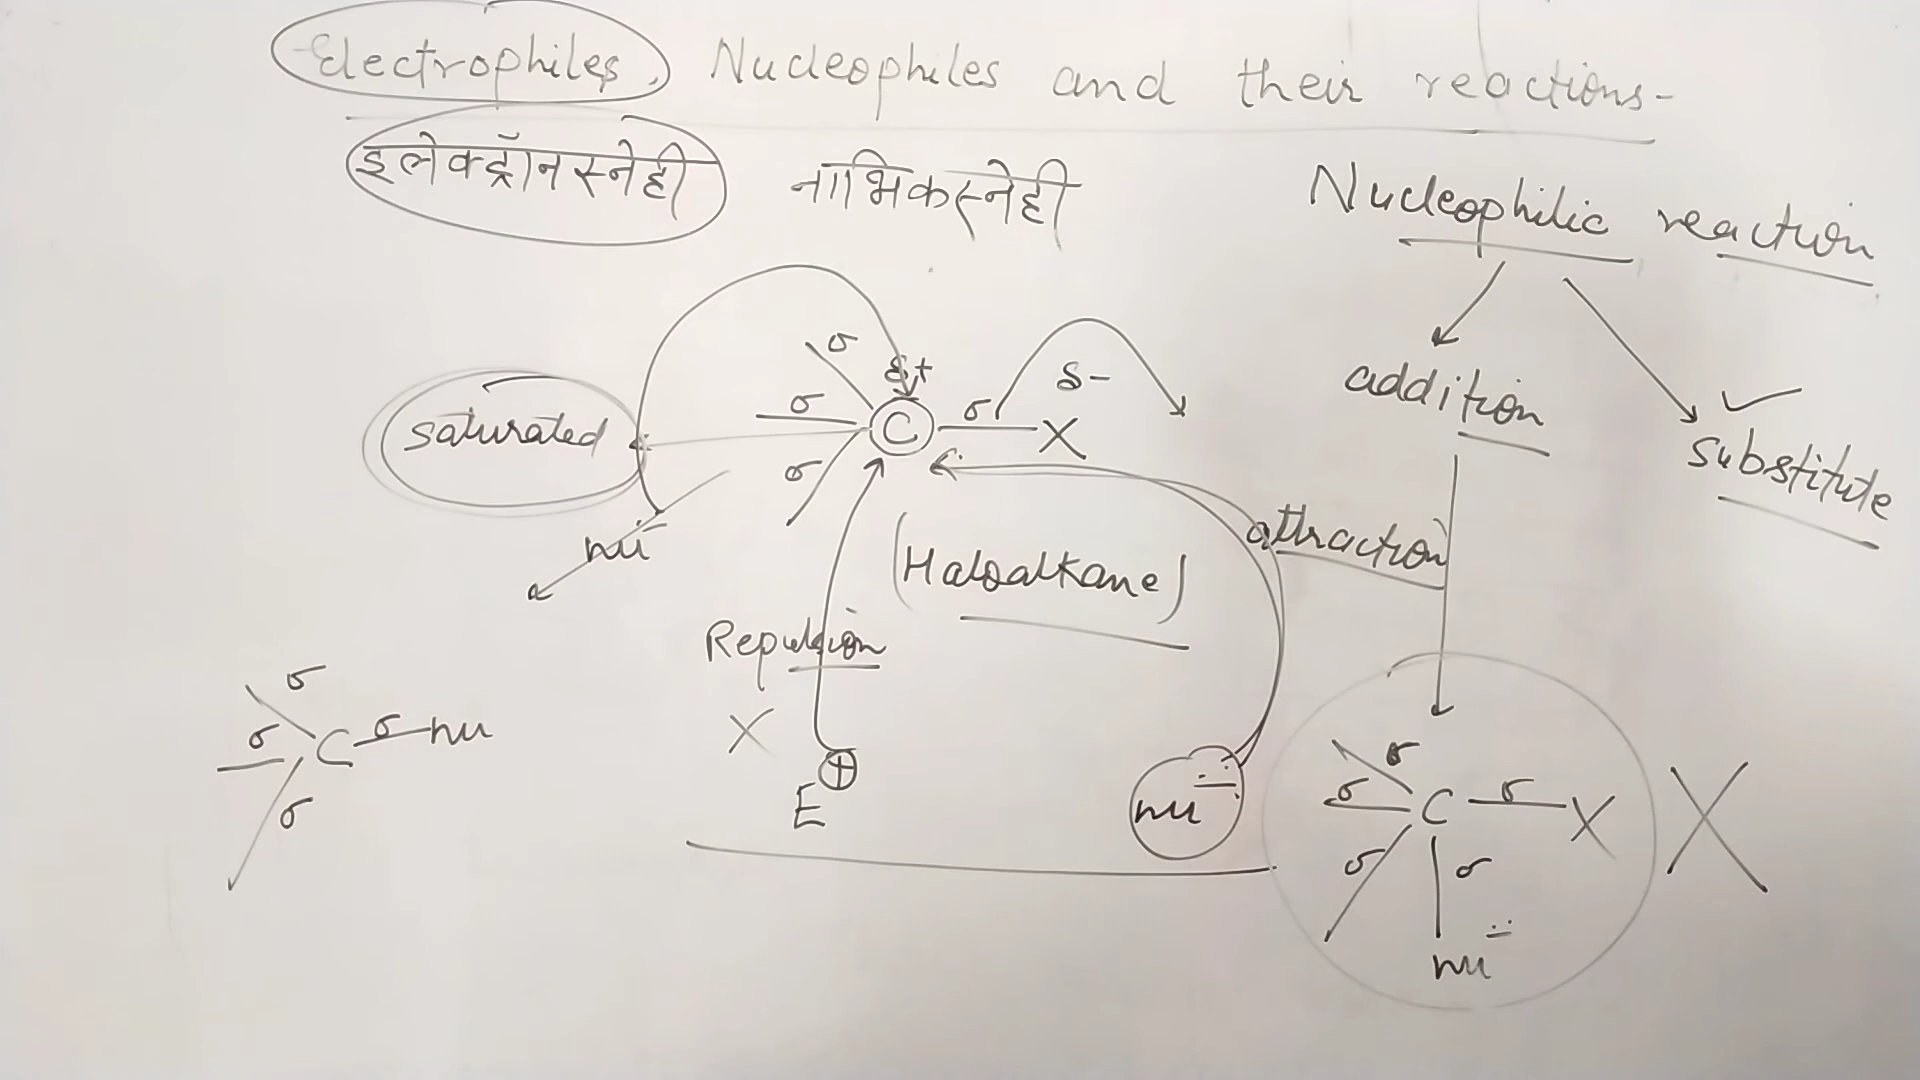 Electrophiles, Nucleophiles and their reactions-
इलेक्ट्रॉनस्नेही नाभिकस्नेही
Nucleophilic reaction
addition
substitute
saturated
σ
δ+
δ-
σ C σ X
σ
nu-
(Haloalkane)
attraction
Repulsion
X
E ⊕
nu:-
σ
σ C σ nu
σ
σ
σ C σ X
σ σ
nu:-
X